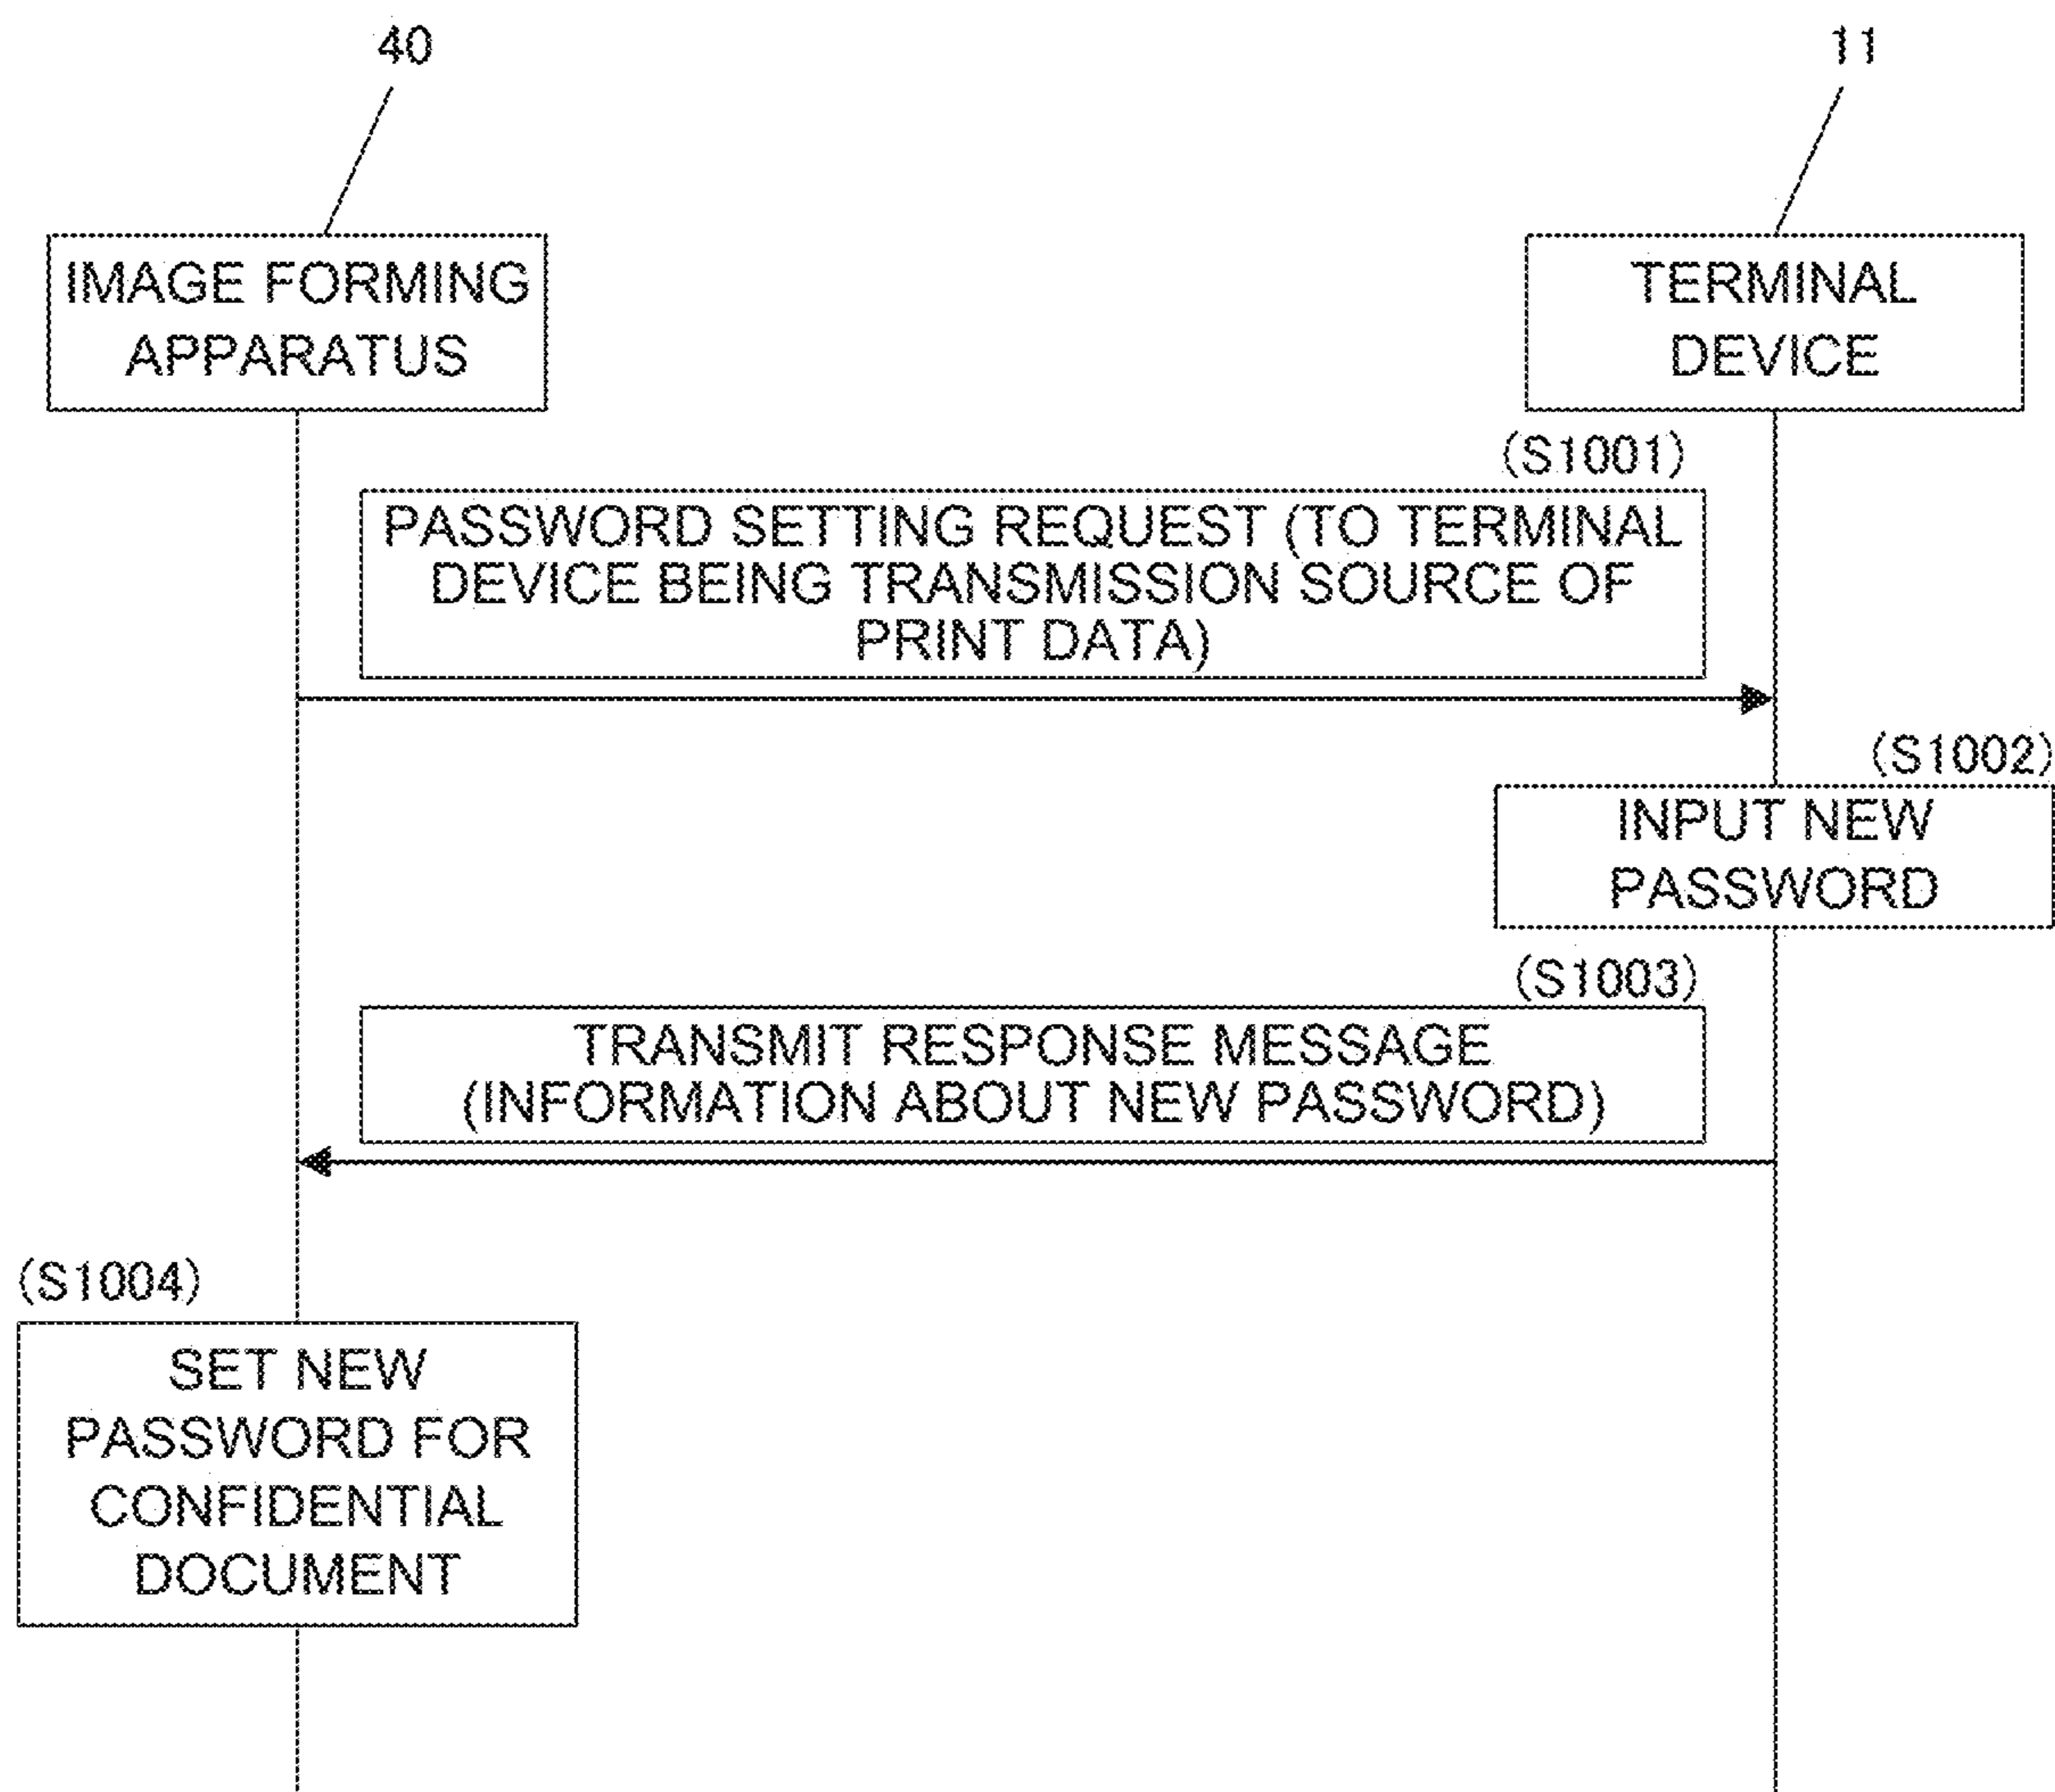 40
11
IMAGE FORMING
APPARATUS
TERMINAL
DEVICE
(S1001)
PASSWORD SETTING REQUEST (TO TERMINAL
DEVICE BEING TRANSMISSION SOURCE OF
PRINT DATA)
(S1002)
INPUT NEW
PASSWORD
(S1003)
TRANSMIT RESPONSE MESSAGE
(INFORMATION ABOUT NEW PASSWORD)
(S1004)
SET NEW
PASSWORD FOR
CONFIDENTIAL
DOCUMENT